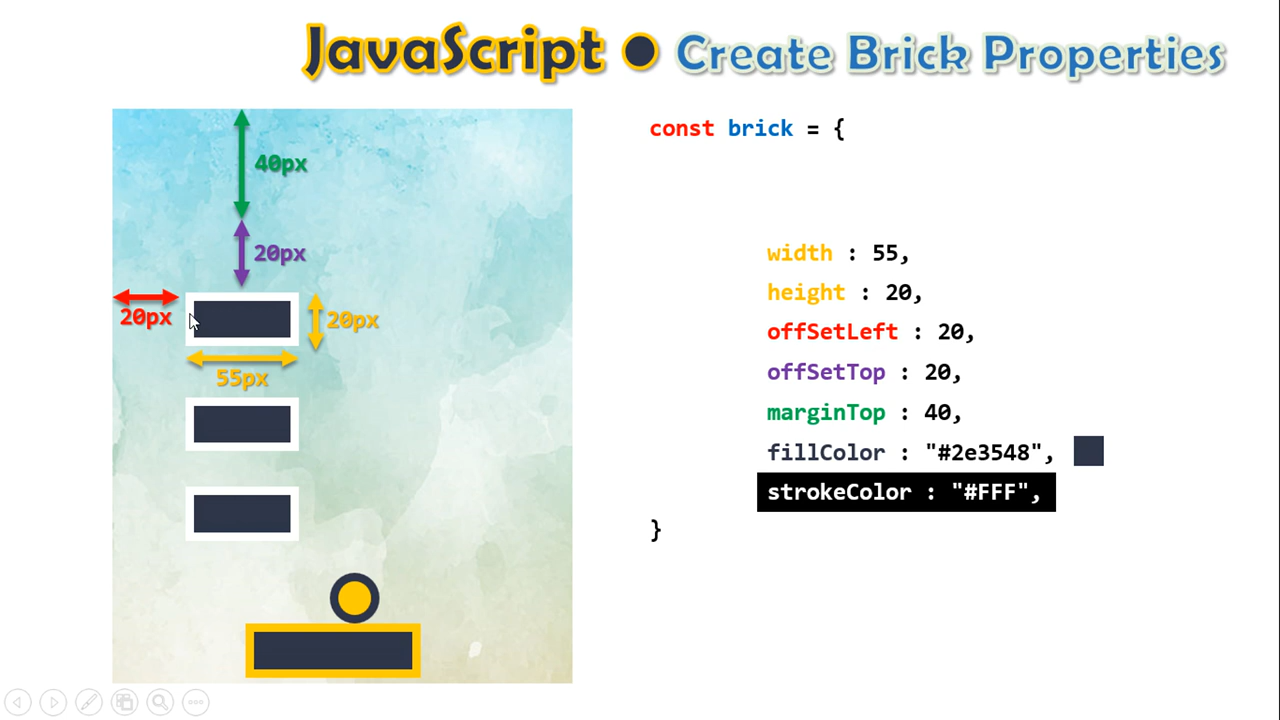 JavaScript ● Create Brick Properties
40px
20px
20px
20px
55px
const brick = {
width : 55,
height : 20,
offSetLeft : 20,
offSetTop : 20,
marginTop : 40,
fillColor : "#2e3548",
strokeColor : "#FFF",
}